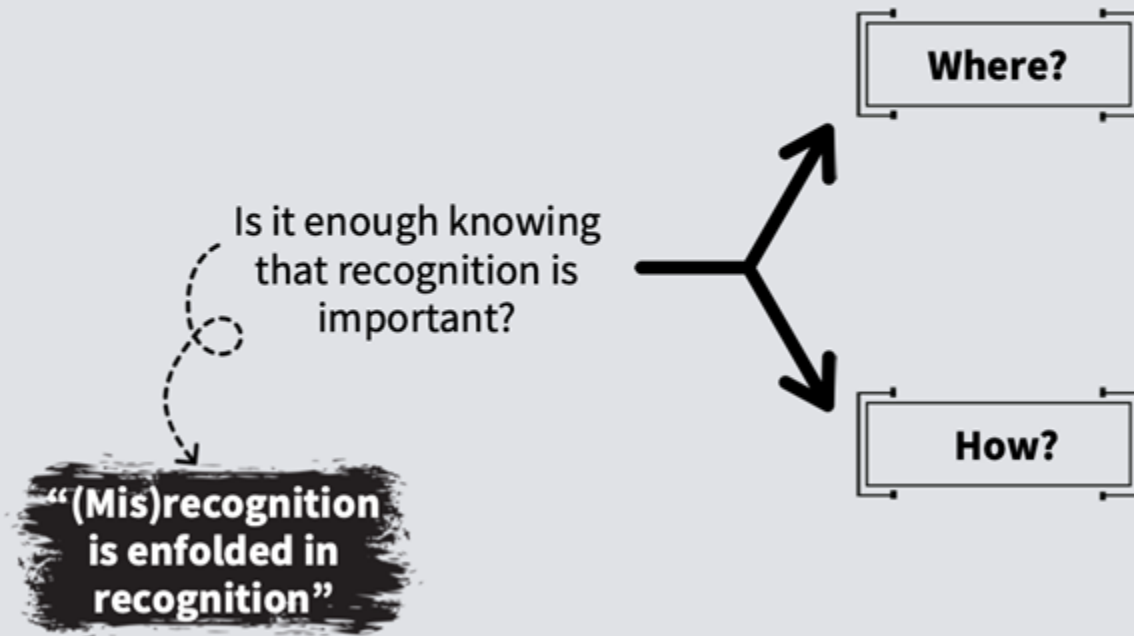 Where?
Is it enough knowing
that recognition is
important?
How?
“(Mis)recognition
is enfolded in
recognition”